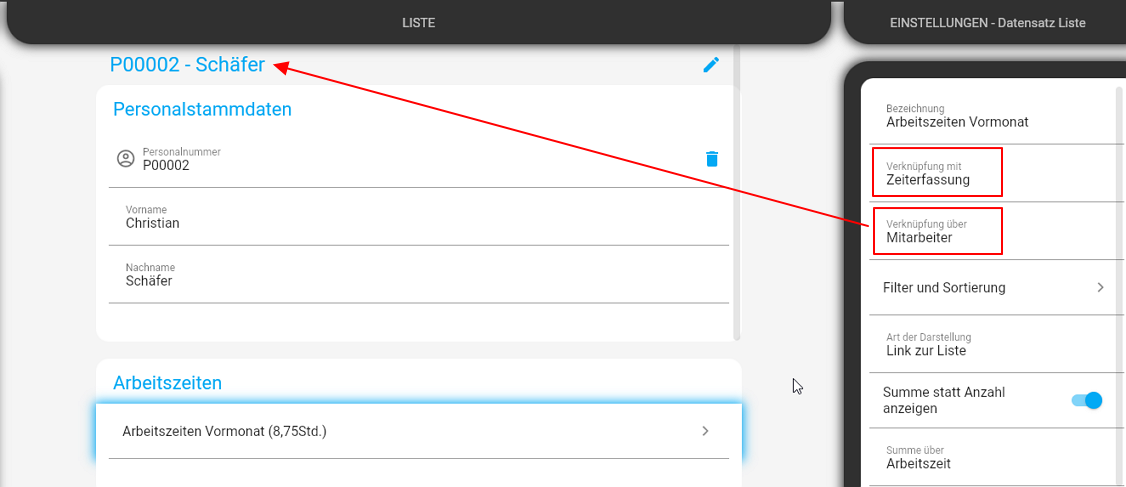 LISTE
P00002 - Schäfer
Personalstammdaten
Personalnummer
P00002
Vorname
Christian
Nachname
Schäfer
Arbeitszeiten
Arbeitszeiten Vormonat (8,75Std.)
EINSTELLUNGEN - Datensatz Liste
Bezeichnung
Arbeitszeiten Vormonat
Verknüpfung mit
Zeiterfassung
Verknüpfung über
Mitarbeiter
Filter und Sortierung
Art der Darstellung
Link zur Liste
Summe statt Anzahl
anzeigen
Summe über
Arbeitszeit